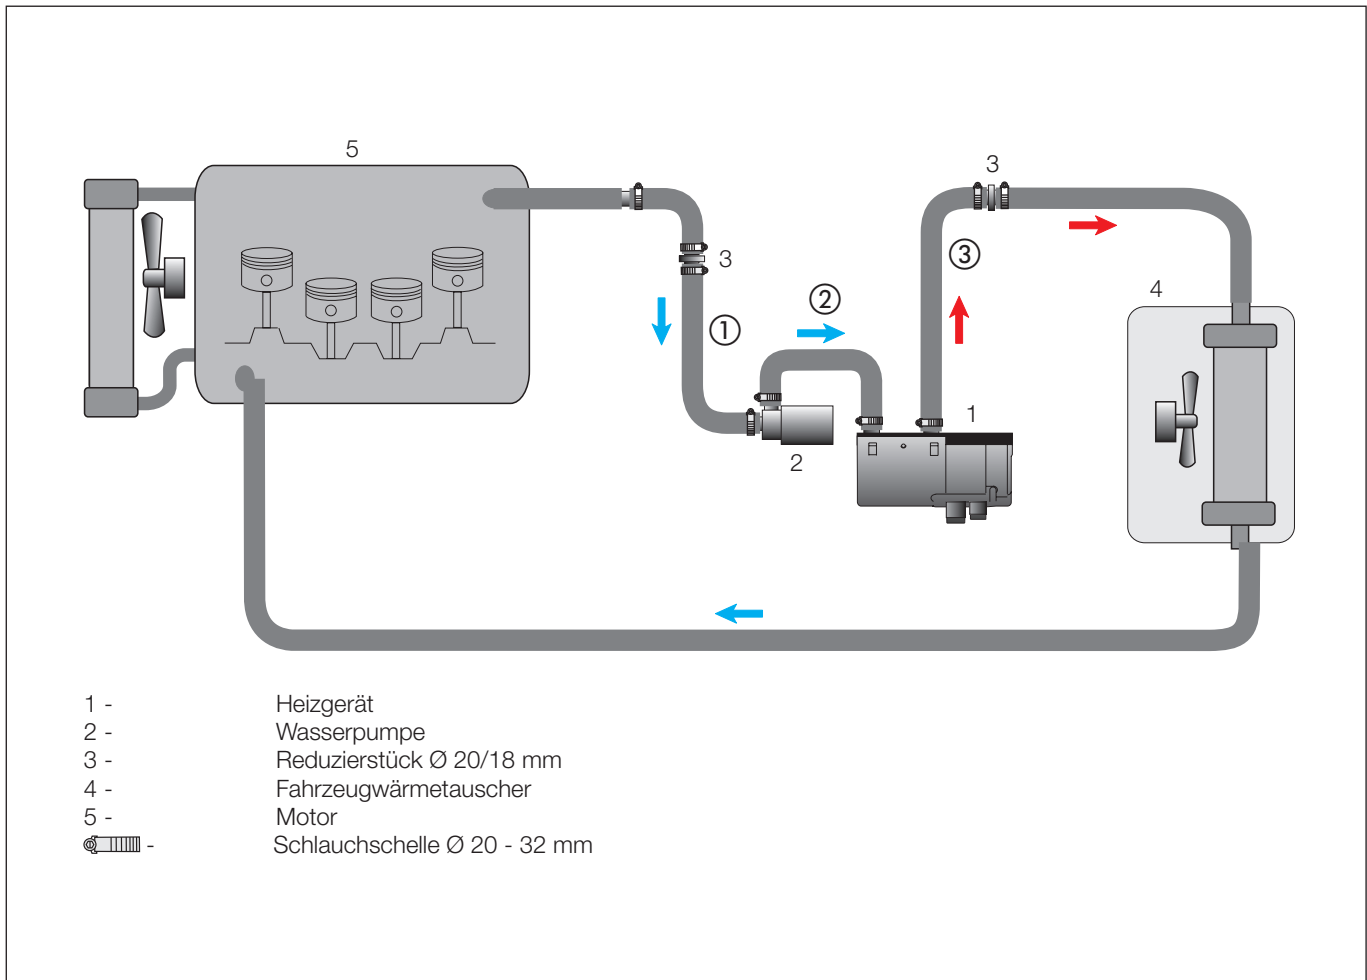 5
3
3
③
4
②
①
1
2
1 - Heizgerät
2 - Wasserpumpe
3 - Reduzierstück Ø 20/18 mm
4 - Fahrzeugwärmetauscher
5 - Motor
- Schlauchschelle Ø 20 - 32 mm